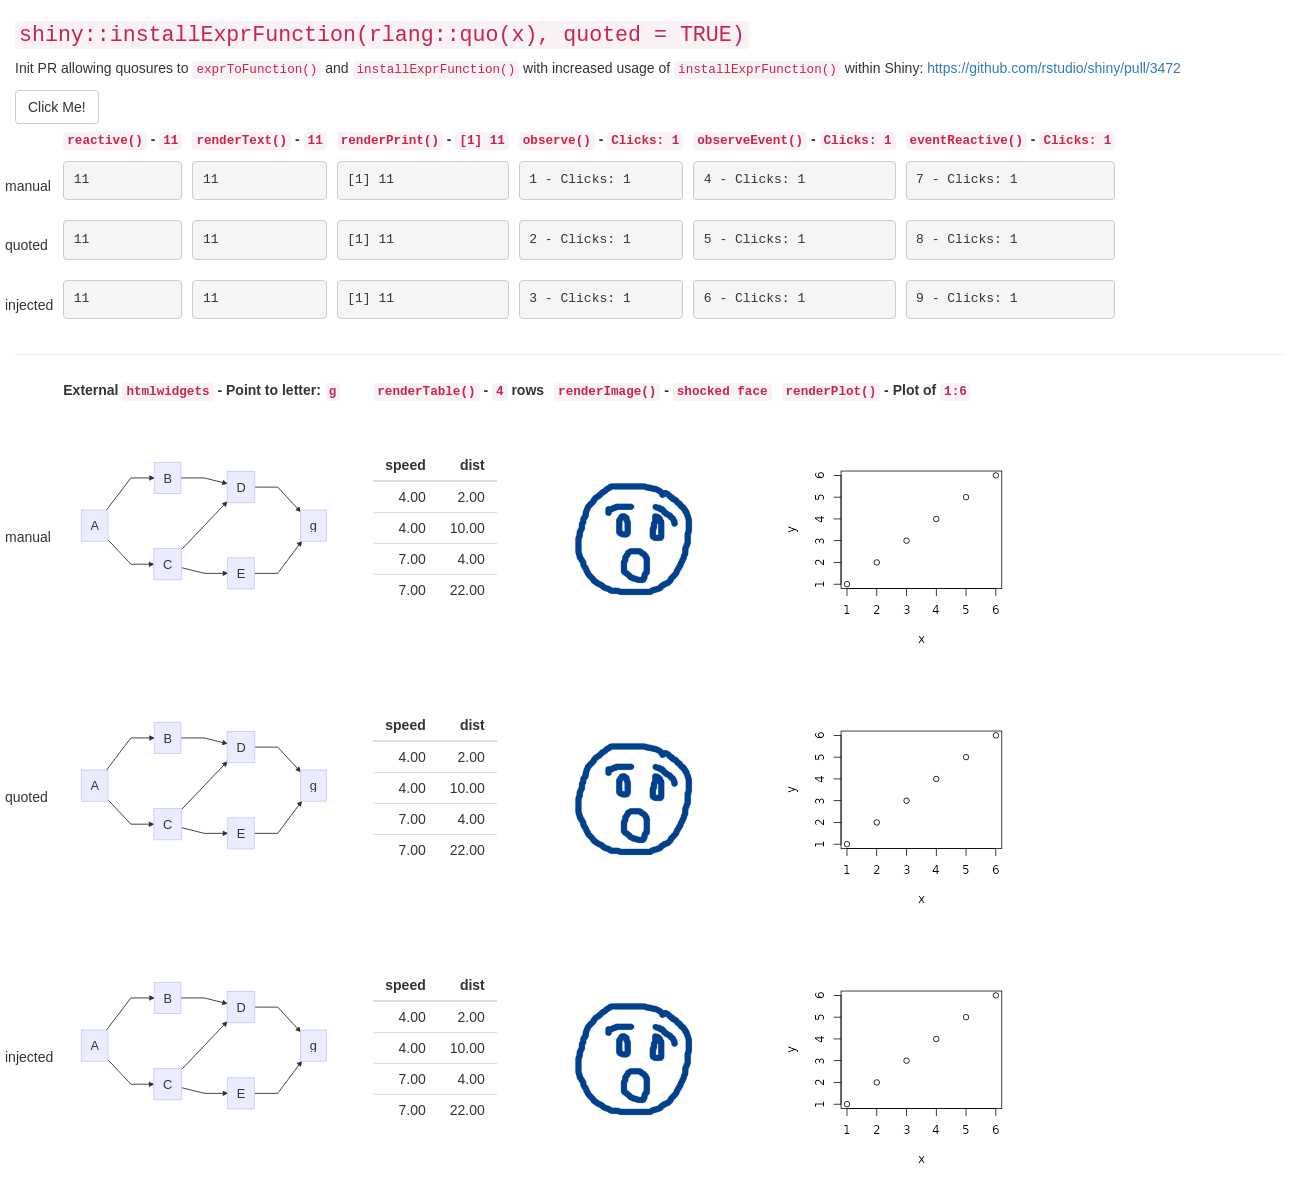 shiny::installExprFunction(rlang::quo(x), quoted = TRUE)
Init PR allowing quosures to exprToFunction() and installExprFunction() with increased usage of installExprFunction() within Shiny: https://github.com/rstudio/shiny/pull/3472
Click Me!
reactive() - 11 renderText() - 11 renderPrint() - [1] 11 observe() - Clicks: 1 observeEvent() - Clicks: 1 eventReactive() - Clicks: 1
manual 11 11 [1] 11 1 - Clicks: 1 4 - Clicks: 1 7 - Clicks: 1
quoted 11 11 [1] 11 2 - Clicks: 1 5 - Clicks: 1 8 - Clicks: 1
injected 11 11 [1] 11 3 - Clicks: 1 6 - Clicks: 1 9 - Clicks: 1
External htmlwidgets - Point to letter: g renderTable() - 4 rows renderImage() - shocked face renderPlot() - Plot of 1:6
manual
A
B
C
D
E
g
speed dist
4.00 2.00
4.00 10.00
7.00 4.00
7.00 22.00
y
6
5
4
3
2
1
1 2 3 4 5 6
x
quoted
A
B
C
D
E
g
speed dist
4.00 2.00
4.00 10.00
7.00 4.00
7.00 22.00
y
6
5
4
3
2
1
1 2 3 4 5 6
x
injected
A
B
C
D
E
g
speed dist
4.00 2.00
4.00 10.00
7.00 4.00
7.00 22.00
y
6
5
4
3
2
1
1 2 3 4 5 6
x